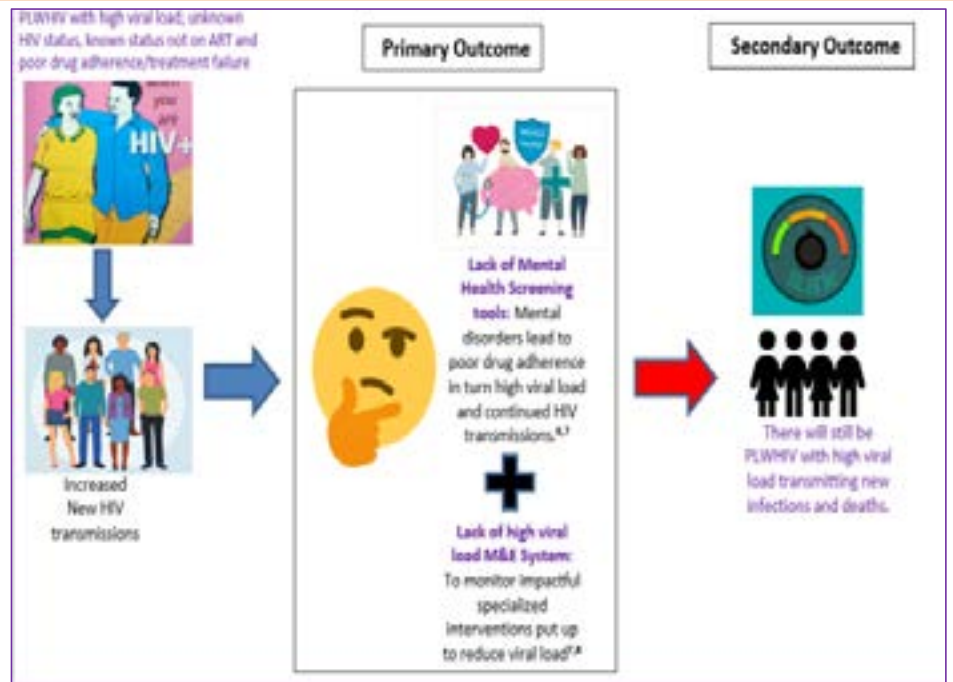 PLWHIV with high viral load, unknown
HIV status, known status not on ART and
poor drug adherence/treatment failure
you
are
HIV+
Increased
New HIV
transmissions
Primary Outcome
Lack of Mental
Health Screening
tools: Mental
disorders lead to
poor drug adherence
in turn high viral load
and continued HIV
transmissions.
Lack of high viral
load M&E System:
To monitor impactful
specialized
interventions put up
to reduce viral load
Secondary Outcome
There will still be
PLWHIV with high viral
load transmitting new
infections and deaths.